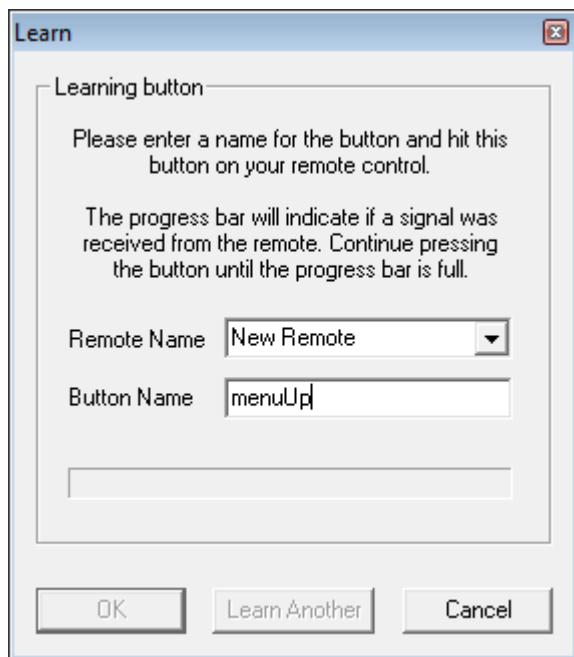 Learn
Learning button
Please enter a name for the button and hit this
button on your remote control.
The progress bar will indicate if a signal was
received from the remote. Continue pressing
the button until the progress bar is full.
Remote Name New Remote
Button Name menuUp
OK Learn Another Cancel